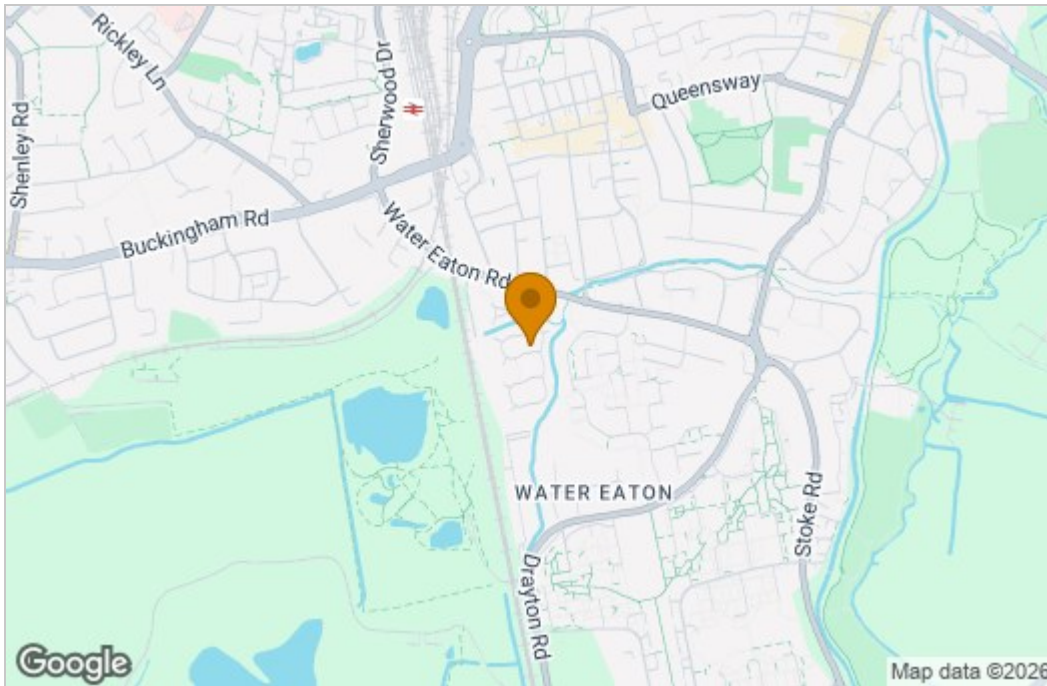 Rickley Ln
Sherwood Dr
Queensway
Shenley Rd
Buckingham Rd
Water Eaton Rd
WATER EATON
Stoke Rd
Drayton Rd
Google
Map data ©2026